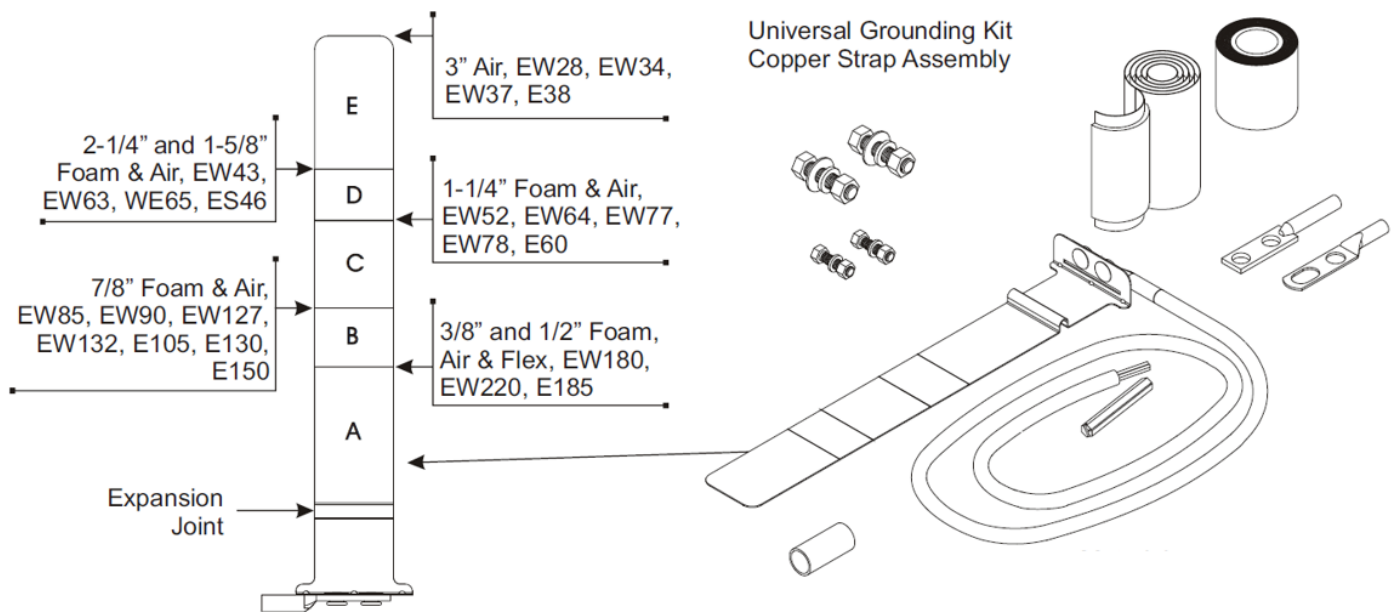 Universal Grounding Kit
Copper Strap Assembly
3” Air, EW28, EW34,
EW37, E38
E
2-1/4” and 1-5/8”
Foam & Air, EW43,
EW63, WE65, ES46
D
1-1/4” Foam & Air,
EW52, EW64, EW77,
EW78, E60
C
7/8” Foam & Air,
EW85, EW90, EW127,
EW132, E105, E130,
E150
B
3/8” and 1/2” Foam,
Air & Flex, EW180,
EW220, E185
A
Expansion
Joint